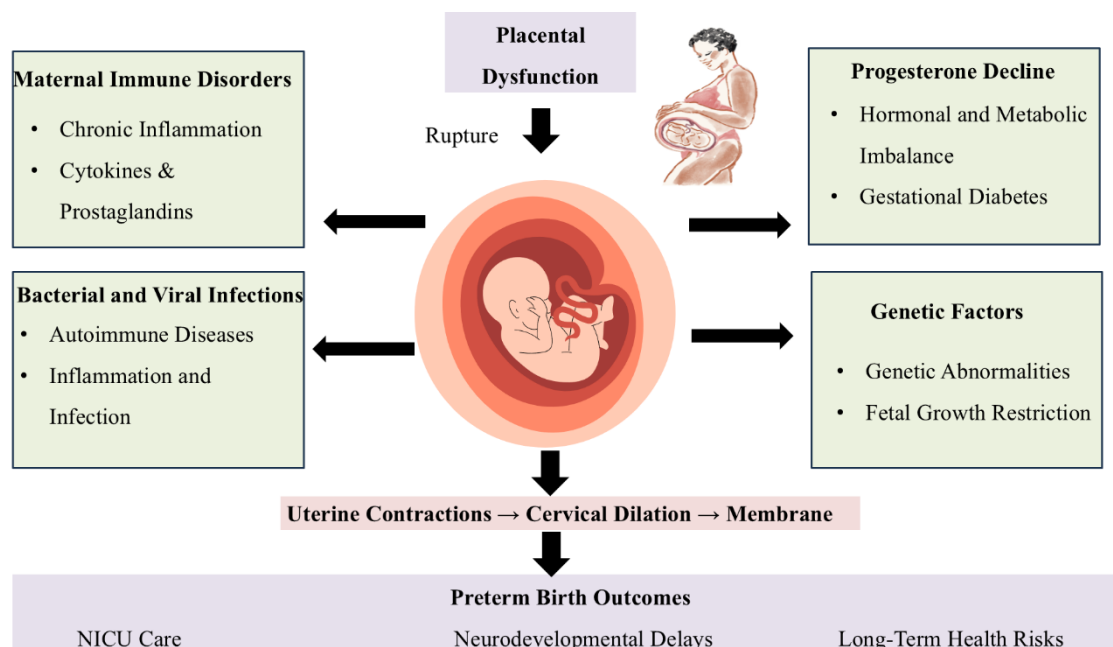 Placental
Dysfunction
Rupture
Maternal Immune Disorders
• Chronic Inflammation
• Cytokines &
Prostaglandins
Progesterone Decline
• Hormonal and Metabolic
Imbalance
• Gestational Diabetes
Bacterial and Viral Infections
• Autoimmune Diseases
• Inflammation and
Infection
Genetic Factors
• Genetic Abnormalities
• Fetal Growth Restriction
Uterine Contractions → Cervical Dilation → Membrane
Preterm Birth Outcomes
NICU Care Neurodevelopmental Delays Long-Term Health Risks